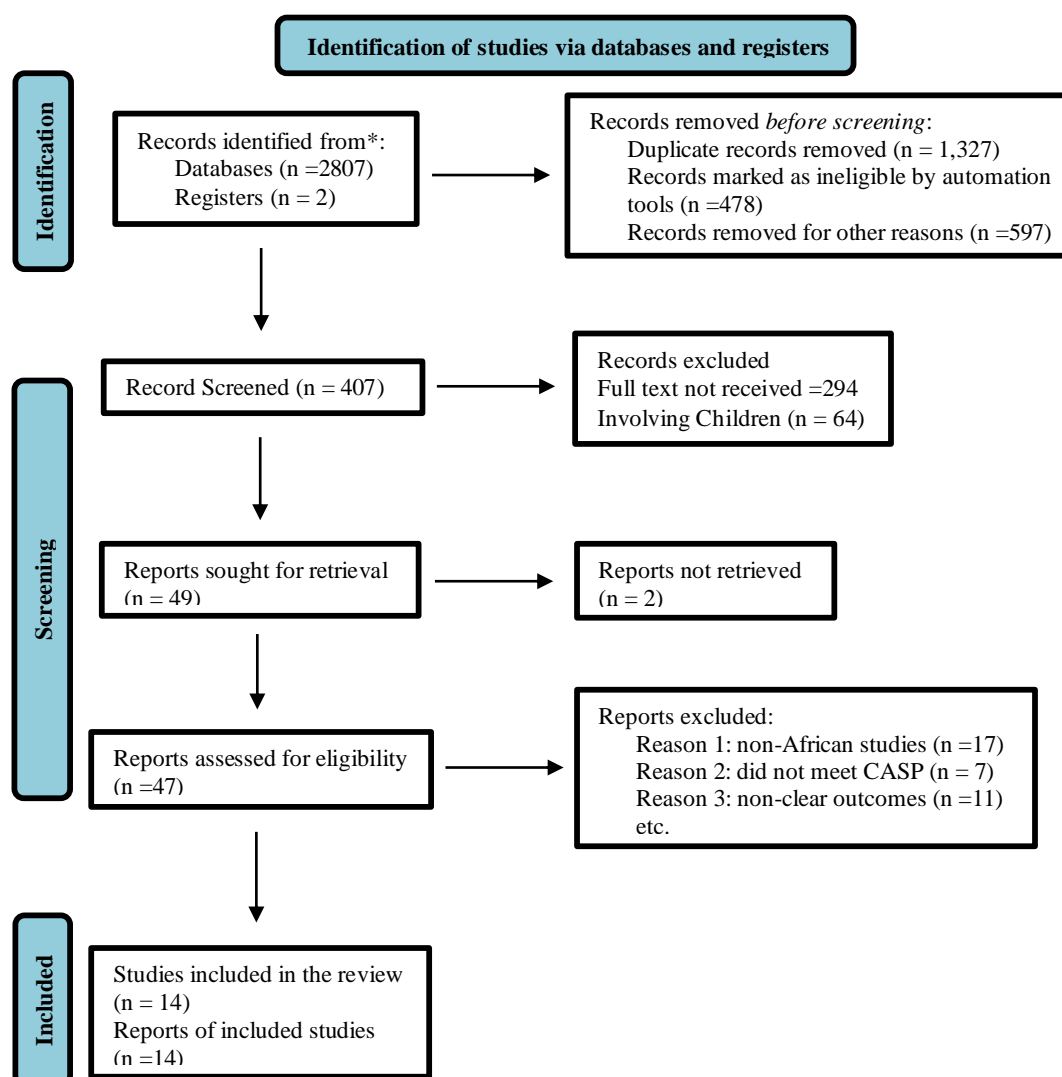 Identification of studies via databases and registers
Identification
Records identified from*:
Databases (n =2807)
Registers (n = 2)
Records removed before screening:
Duplicate records removed (n = 1,327)
Records marked as ineligible by automation
tools (n =478)
Records removed for other reasons (n =597)
Screening
Record Screened (n = 407)
Records excluded
Full text not received =294
Involving Children (n = 64)
Reports sought for retrieval
(n = 49)
Reports not retrieved
(n = 2)
Reports assessed for eligibility
(n =47)
Reports excluded:
Reason 1: non-African studies (n =17)
Reason 2: did not meet CASP (n = 7)
Reason 3: non-clear outcomes (n =11)
etc.
Included
Studies included in the review
(n = 14)
Reports of included studies
(n =14)